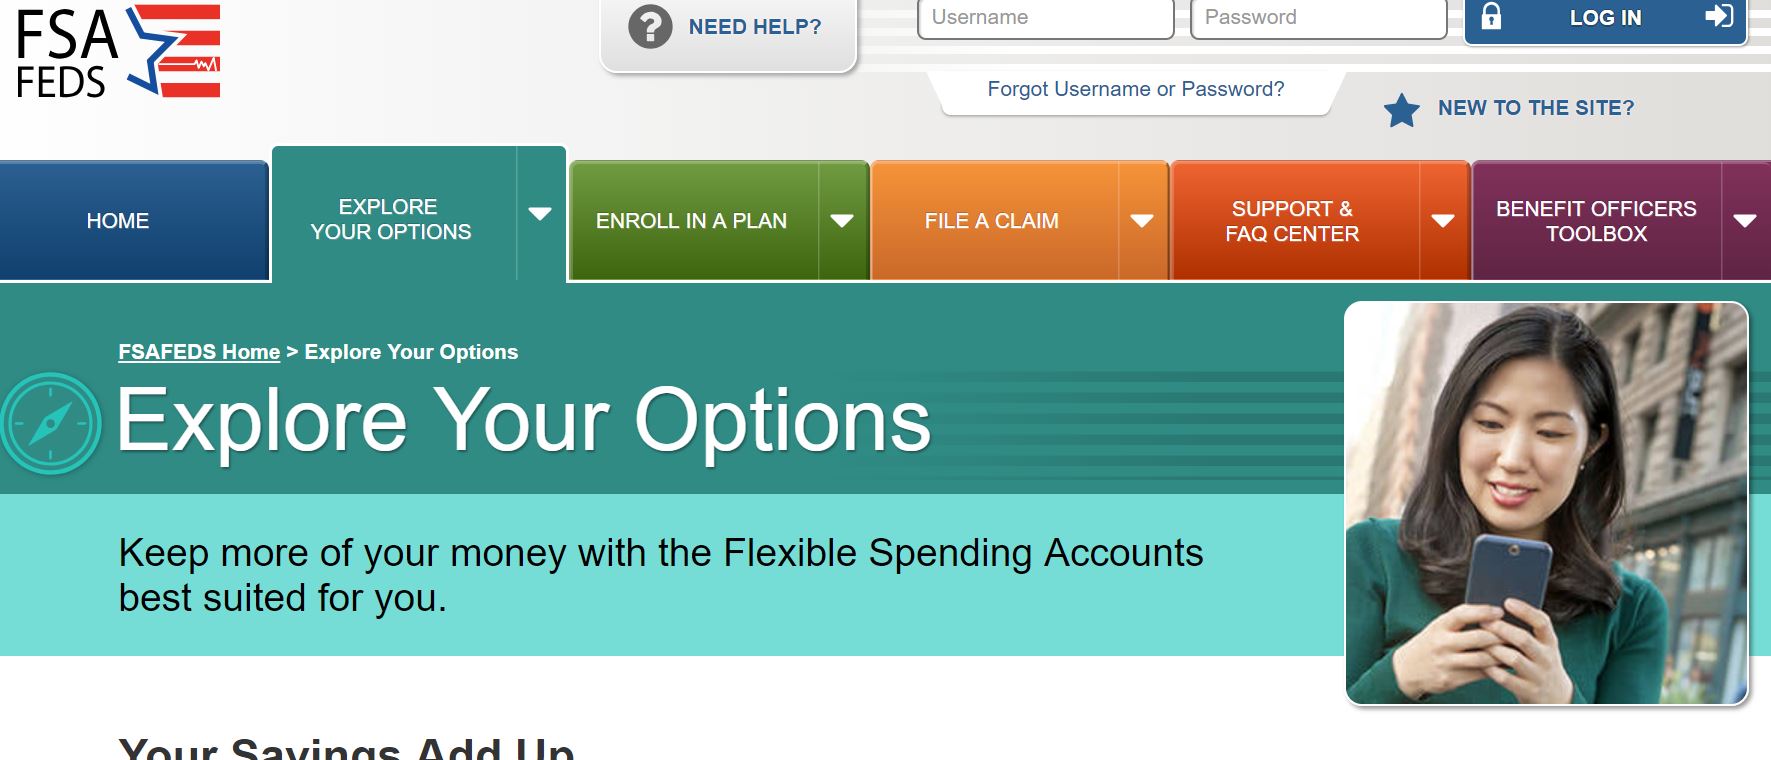 FSA
FEDS
NEED HELP?
Username
Password
LOG IN
Forgot Username or Password?
NEW TO THE SITE?
HOME
EXPLORE
YOUR OPTIONS
ENROLL IN A PLAN
FILE A CLAIM
SUPPORT &
FAQ CENTER
BENEFIT OFFICERS
TOOLBOX
FSAFEDS Home > Explore Your Options
Explore Your Options
Keep more of your money with the Flexible Spending Accounts
best suited for you.
Your Savings Add Up